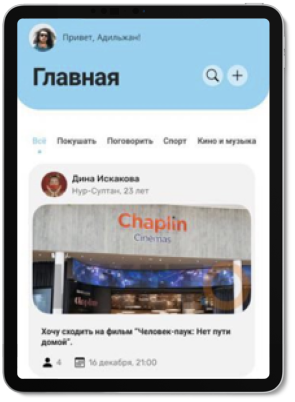 Привет, Адильжан!
Главная
Всё Покушать Поговорить Спорт Кино и музыка
Дина Искакова
Нур-Султан, 23 лет
Chaplin
Cinemas
Chaplin
Хочу сходить на фильм "Человек-паук: Нет пути
домой".
4 16 декабря, 21:00